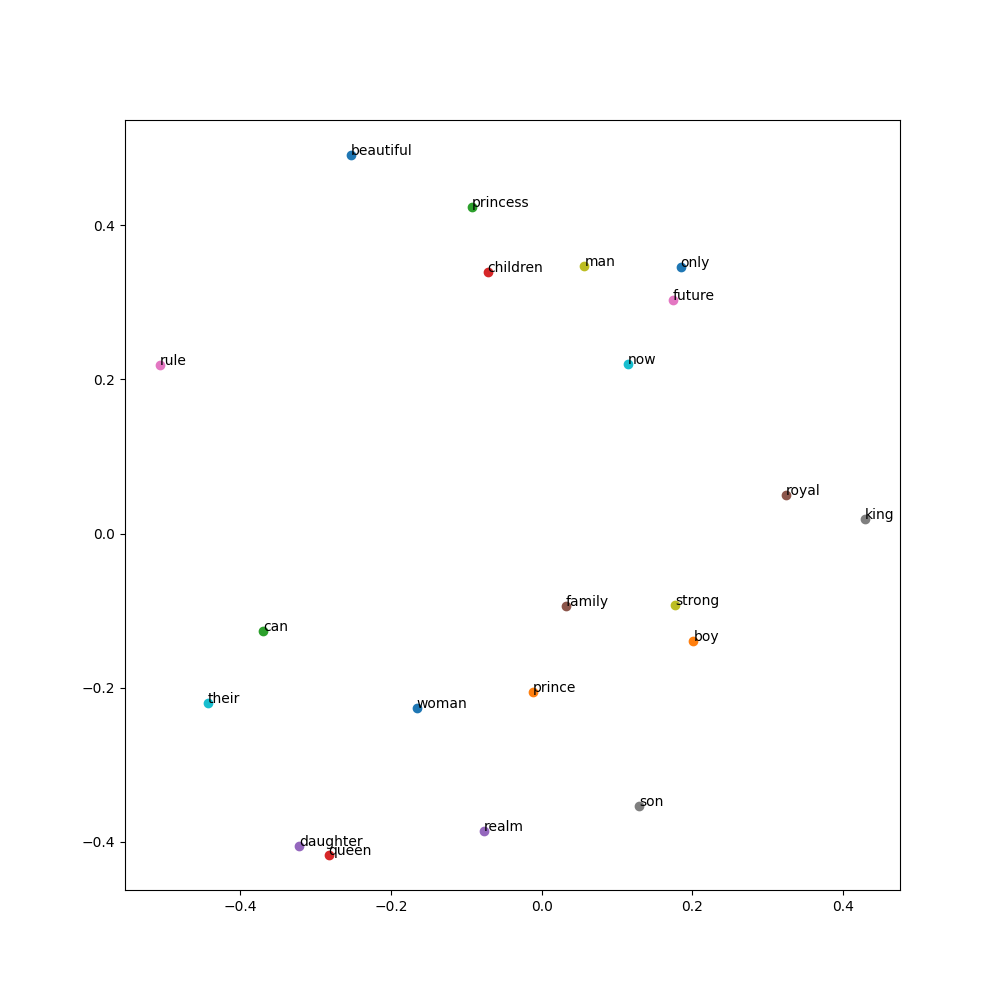 beautiful
princess
children
man
only
future
now
rule
royal
king
family
strong
boy
can
their
woman
prince
son
realm
daughter
queen
0.4
0.2
0.0
−0.2
−0.4
−0.4 −0.2 0.0 0.2 0.4